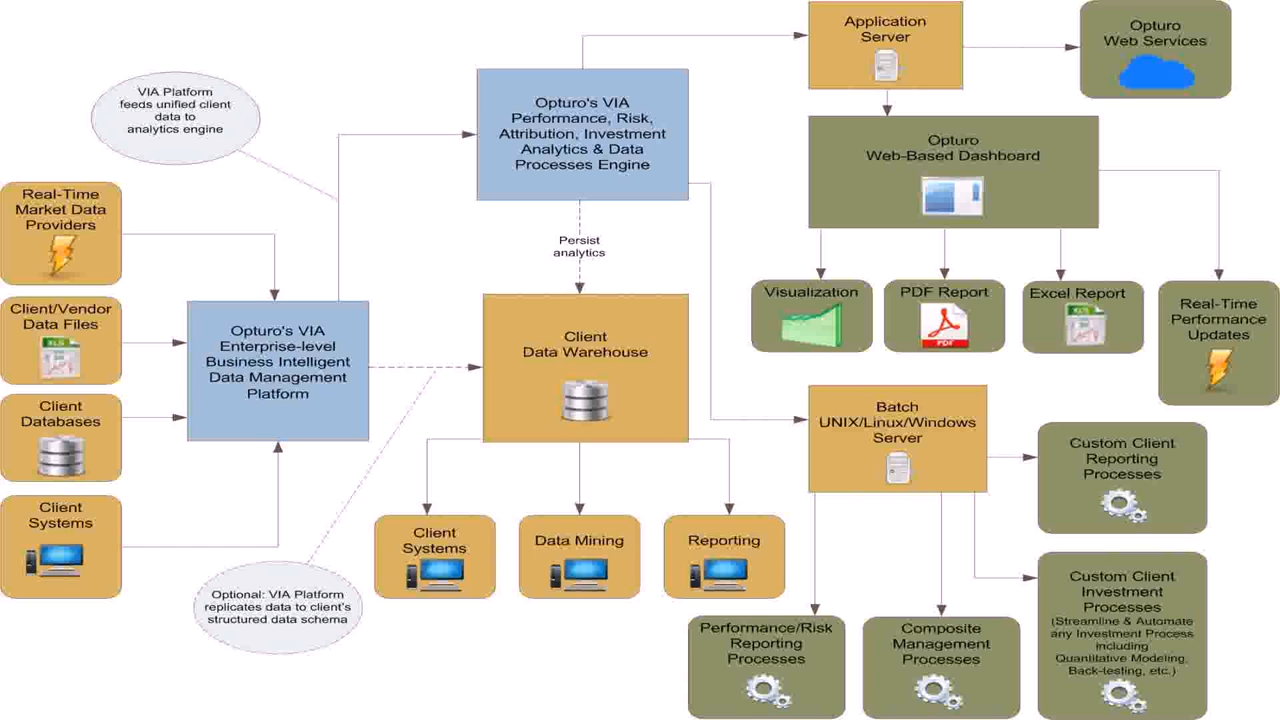 Application
Server
Opturo
Web Services
VIA Platform
feeds unified client
data to
analytics engine
Opturo's VIA
Performance, Risk,
Attribution, Investment
Analytics & Data
Processes Engine
Opturo
Web-Based Dashboard
Real-Time
Market Data
Providers
Persist
analytics
Visualization
PDF Report
PDF
Excel Report
XLS
Real-Time
Performance
Updates
Client/Vendor
Data Files
XLS
Opturo's VIA
Enterprise-level
Business Intelligent
Data Management
Platform
Client
Data Warehouse
Client
Databases
Batch
UNIX/Linux/Windows
Server
Custom Client
Reporting
Processes
Client
Systems
Client
Systems
Data Mining
Reporting
Optional: VIA Platform
replicates data to client's
structured data schema
Performance/Risk
Reporting
Processes
Composite
Management
Processes
Custom Client
Investment
Processes
(Streamline & Automate
any Investment Process
including
Quantitative Modeling,
Back-testing, etc.)